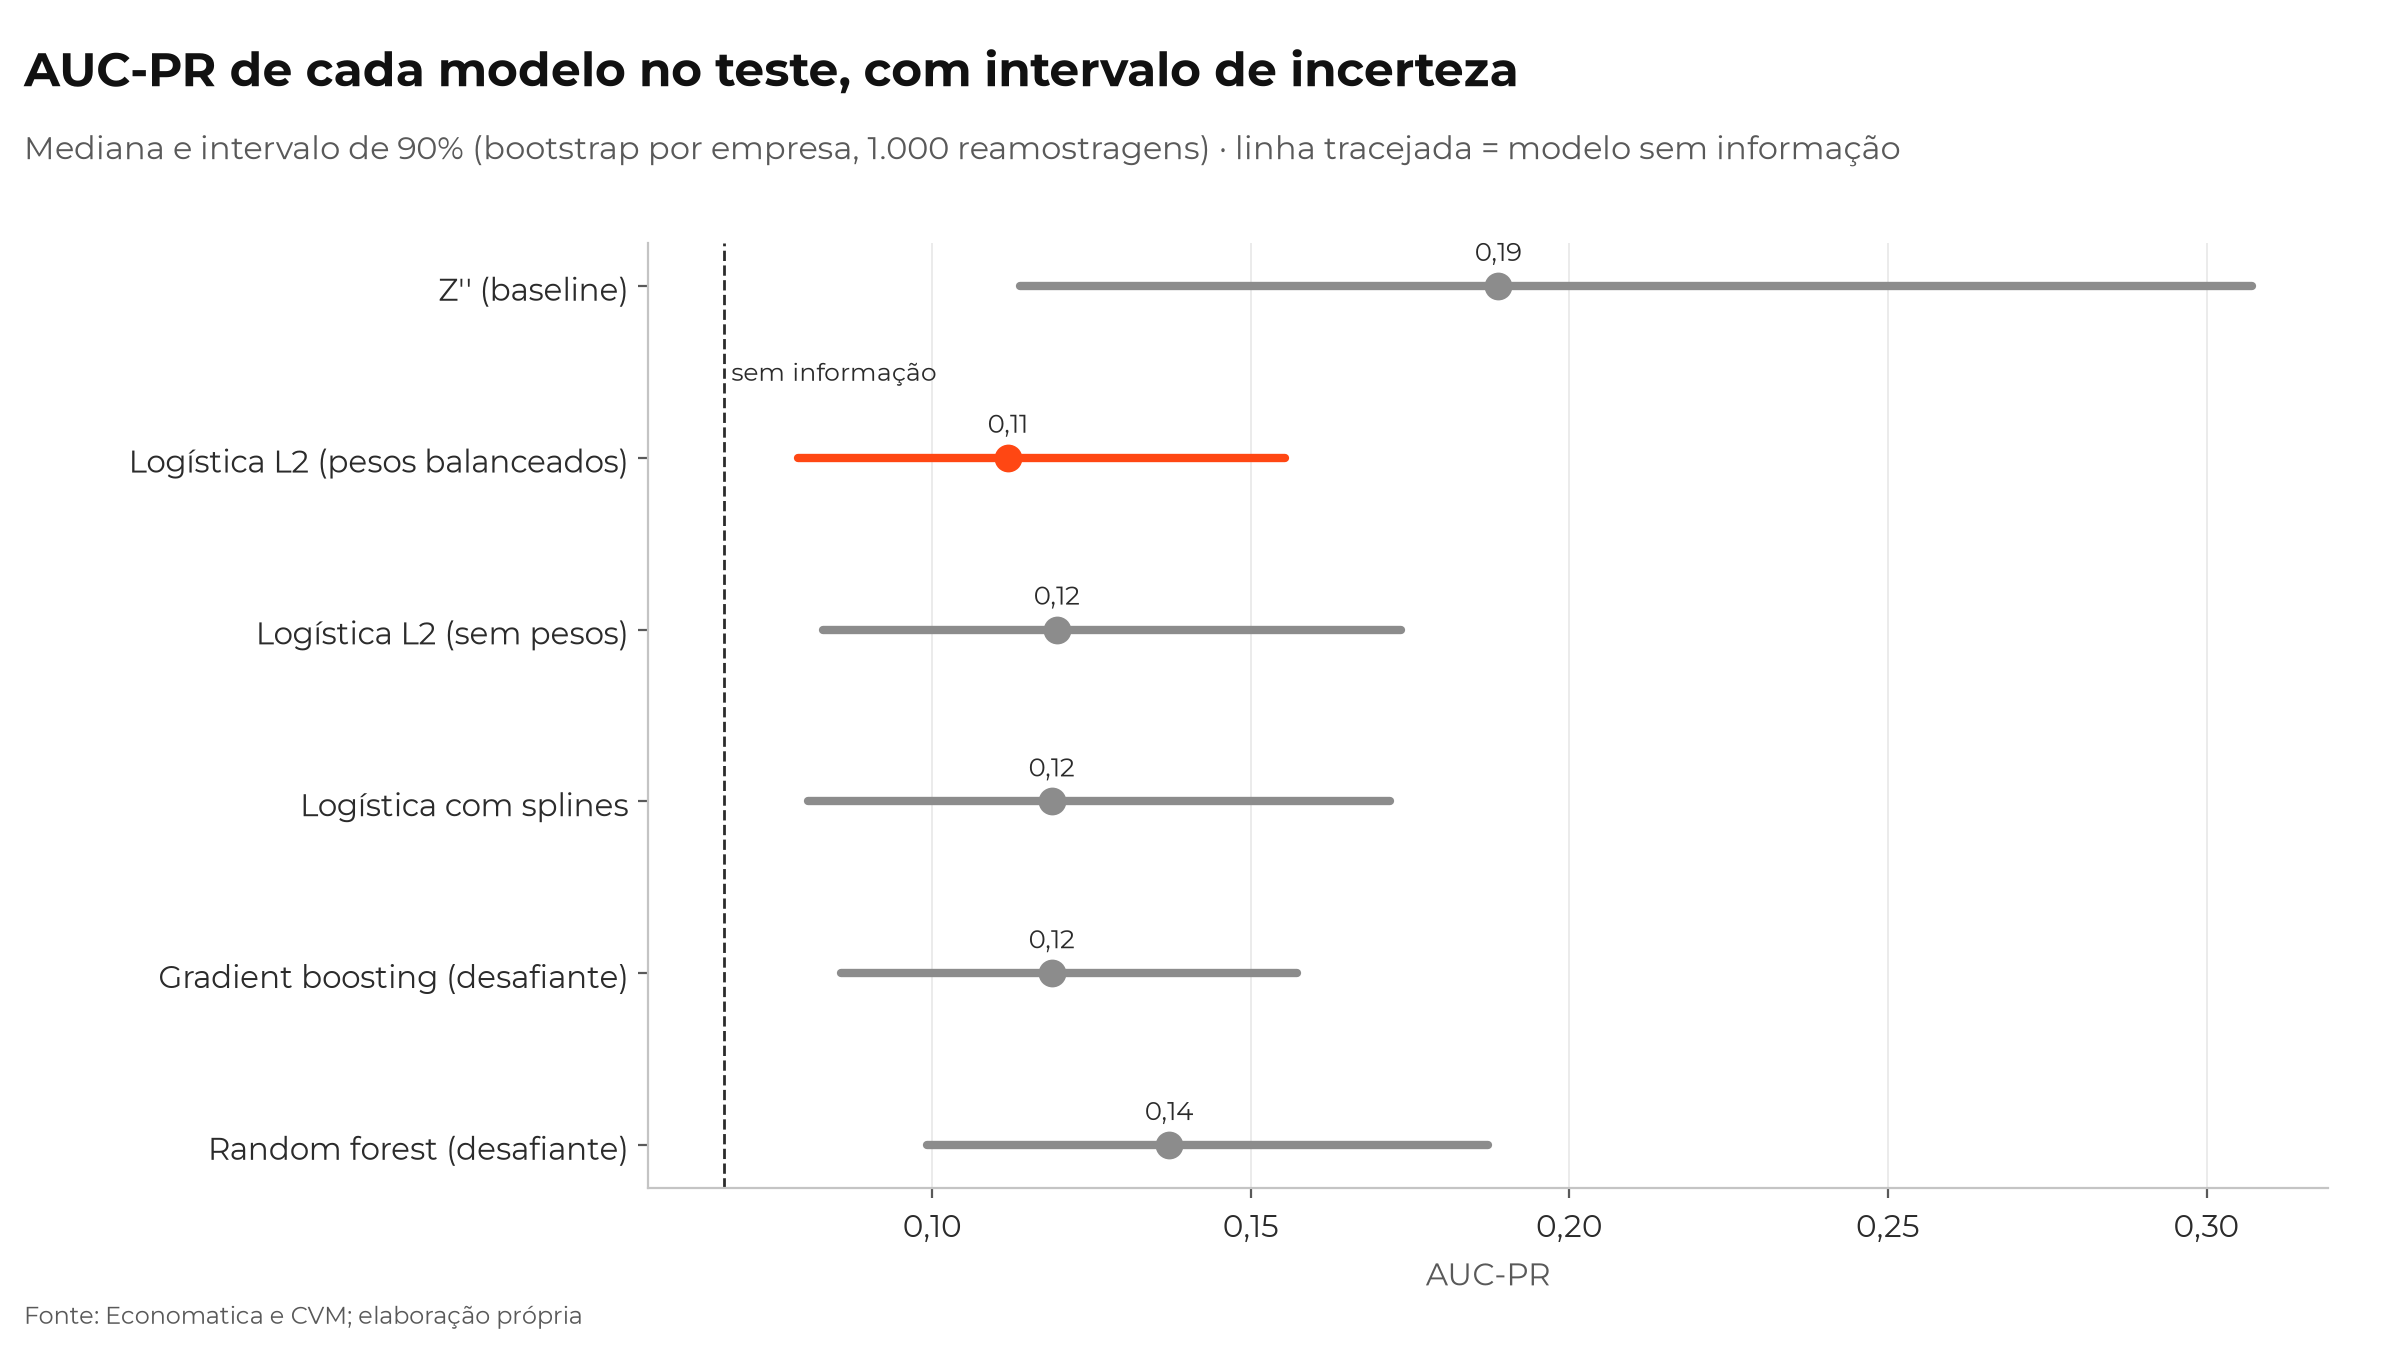 AUC-PR de cada modelo no teste, com intervalo de incerteza
Mediana e intervalo de 90% (bootstrap por empresa, 1.000 reamostragens) · linha tracejada = modelo sem informação
0,19
Z'' (baseline)
sem informação
0,11
Logística L2 (pesos balanceados)
0,12
Logística L2 (sem pesos)
0,12
Logística com splines
0,12
Gradient boosting (desafiante)
0,14
Random forest (desafiante)
0,10 0,15 0,20 0,25 0,30
AUC-PR
Fonte: Economatica e CVM; elaboração própria